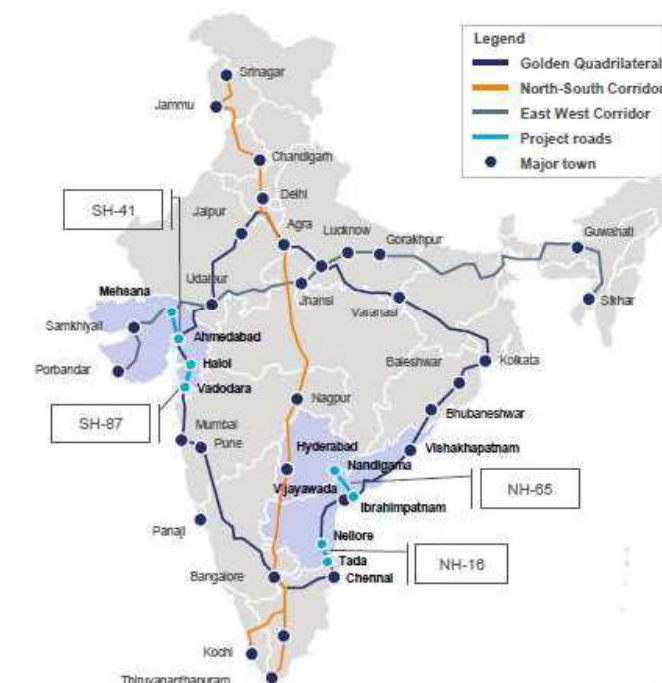 Legend
Golden Quadrilateral
North-South Corridor
East West Corridor
Project roads
Major town
Srinagar
Jammu
Chandigarh
Delhi
SH-41
Jaipur
Agra
Lucknow
Gorakhpur
Guwahati
Udaipur
Mehsana
Jhansi
Varanasi
Silchar
Samkhiyali
Ahmedabad
Halol
Baleshwar
Kolkata
Porbandar
Vadodara
Nagpur
Bhubaneshwar
SH-87
Mumbai
Pune
Hyderabad
Vishakhapatnam
Nandigama
Vijayawada
NH-65
Ibrahimpatnam
Panaji
Nellore
Tada
NH-16
Bangalore
Chennai
Kochi
Thiruvananthapuram